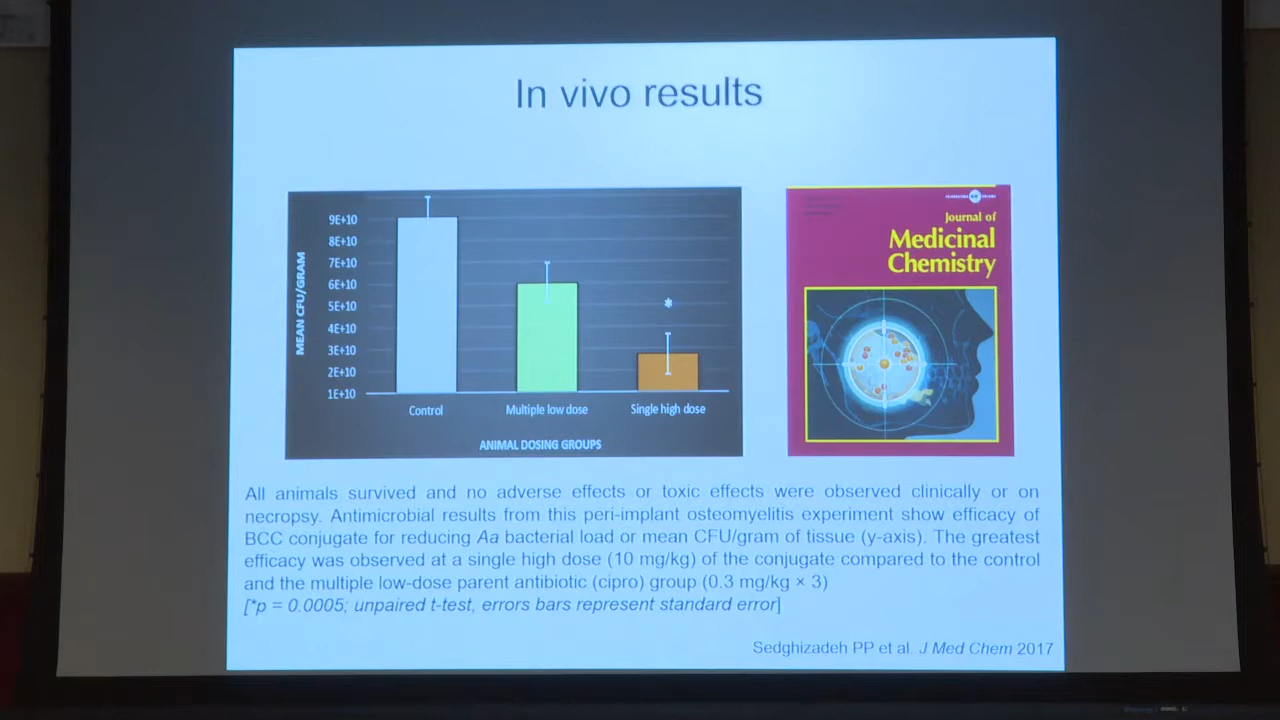 In vivo results
9E+10
8E+10
7E+10
6E+10
5E+10
4E+10
3E+10
2E+10
1E+10
MEAN CFU/GRAM
*
Control
Multiple low dose
Single high dose
ANIMAL DOSING GROUPS
Journal of
Medicinal
Chemistry
All animals survived and no adverse effects or toxic effects were observed clinically or on
necropsy. Antimicrobial results from this peri-implant osteomyelitis experiment show efficacy of
BCC conjugate for reducing Aa bacterial load or mean CFU/gram of tissue (y-axis). The greatest
efficacy was observed at a single high dose (10 mg/kg) of the conjugate compared to the control
and the multiple low-dose parent antibiotic (cipro) group (0.3 mg/kg × 3)
[*p = 0.0005; unpaired t-test, errors bars represent standard error]
Sedghizadeh PP et al. J Med Chem 2017